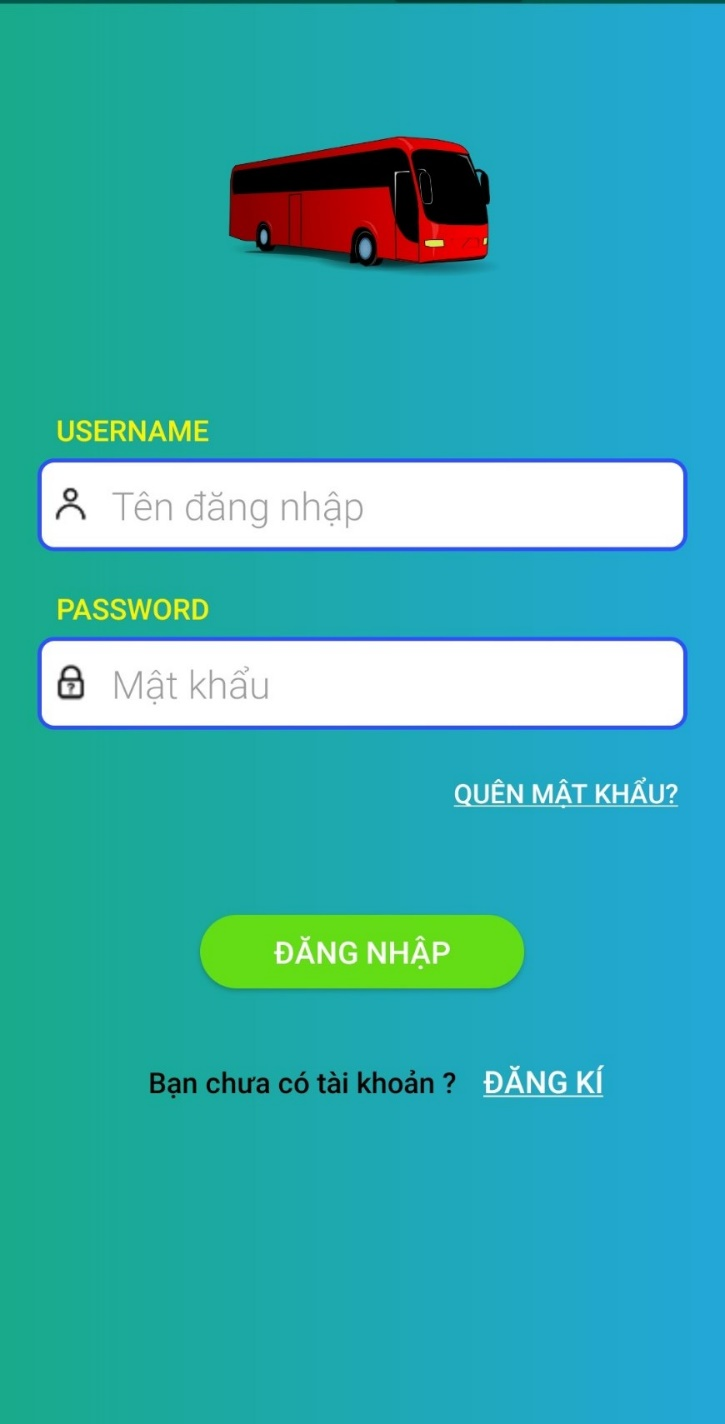 USERNAME
Tên đăng nhập
PASSWORD
Mật khẩu
QUÊN MẬT KHẨU?
ĐĂNG NHẬP
Bạn chưa có tài khoản ? ĐĂNG KÍ